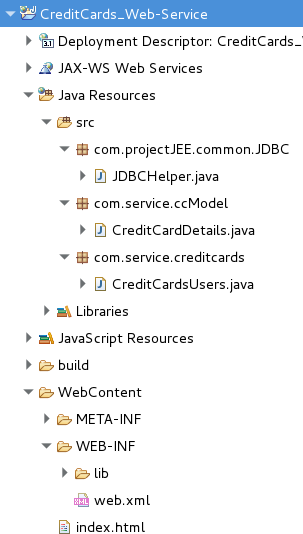 CreditCards_Web-Service
Deployment Descriptor: CreditCards_
JAX-WS Web Services
Java Resources
src
com.projectJEE.common.JDBC
JDBCHelper.java
com.service.ccModel
CreditCardDetails.java
com.service.creditcards
CreditCardsUsers.java
Libraries
JavaScript Resources
build
WebContent
META-INF
WEB-INF
lib
web.xml
index.html